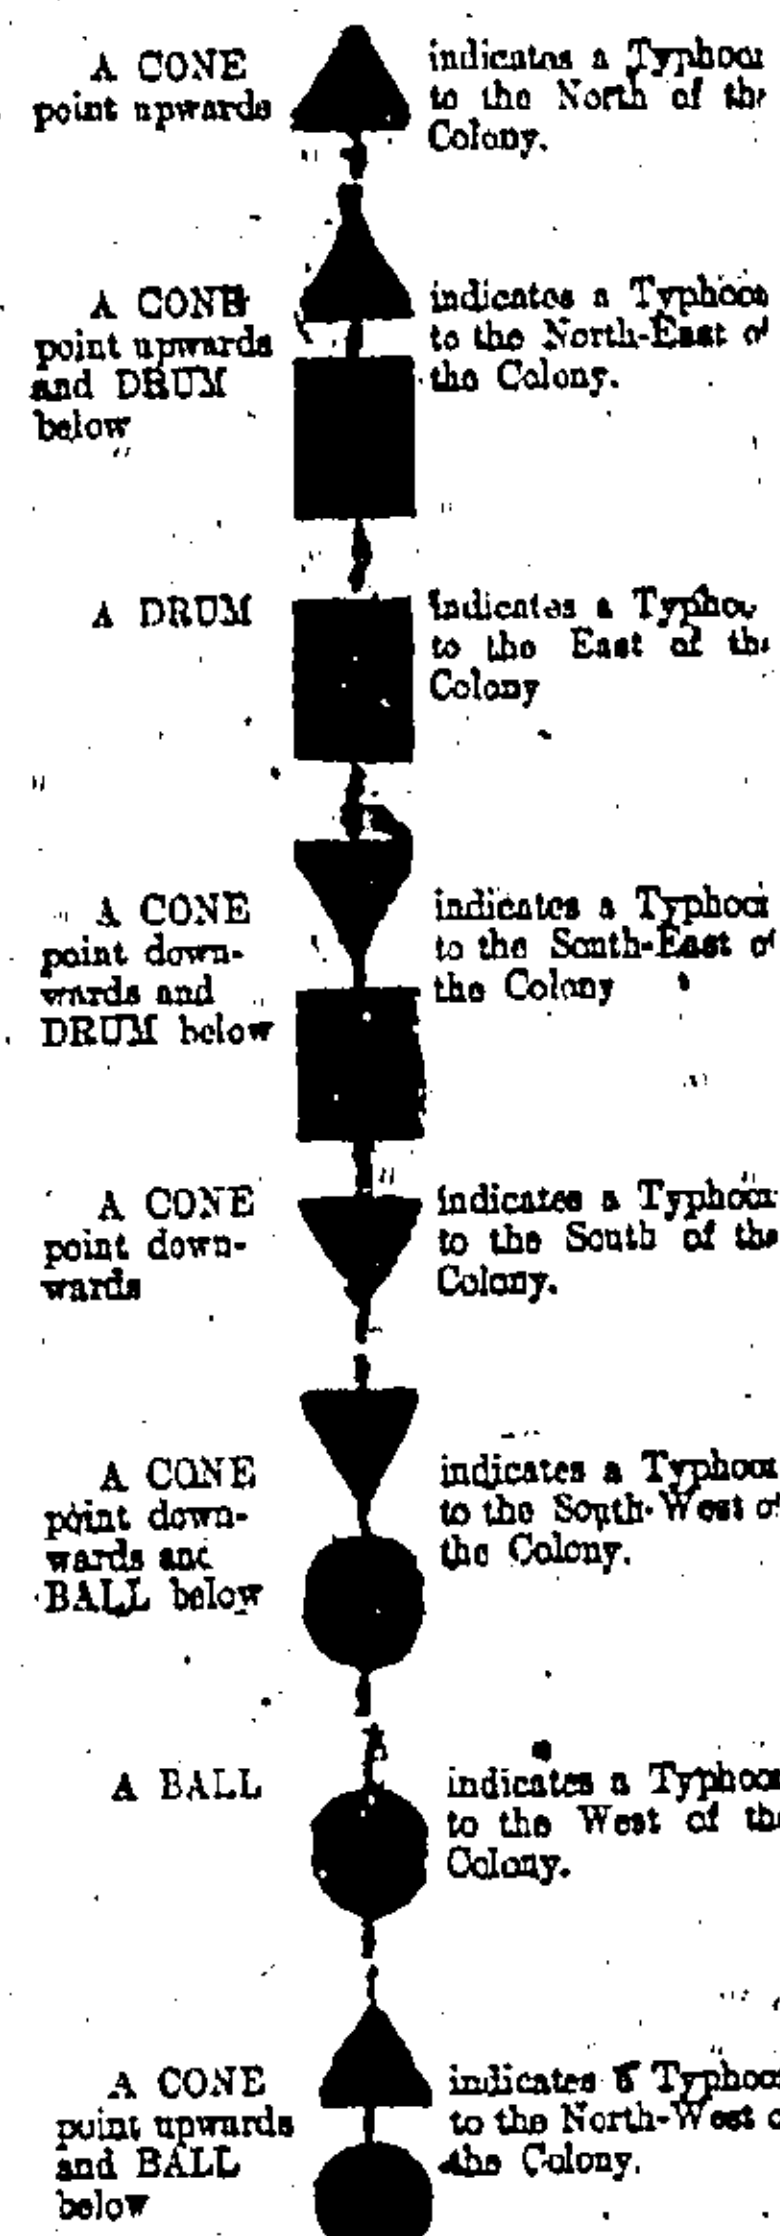 A CONE
point upwards
indicates a Typhoon
to the North of the
Colony.
A CONE
point upwards
and DRUM
below
indicates a Typhoon
to the North-East of
the Colony.
A DRUM
indicates a Typhoon
to the East of the
Colony
A CONE
point down-
wards and
DRUM below
indicates a Typhoon
to the South-East of
the Colony
A CONE
point down-
wards
indicates a Typhoon
to the South of the
Colony.
A CONE
point down-
wards and
BALL below
indicates a Typhoon
to the South-West of
the Colony.
A BALL
indicates a Typhoon
to the West of the
Colony.
A CONE
point upwards
and BALL
below
indicates a Typhoon
to the North-West
the Colony.